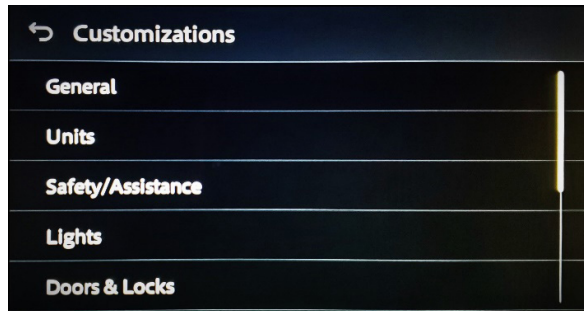 Customizations
General
Units
Safety/Assistance
Lights
Doors & Locks